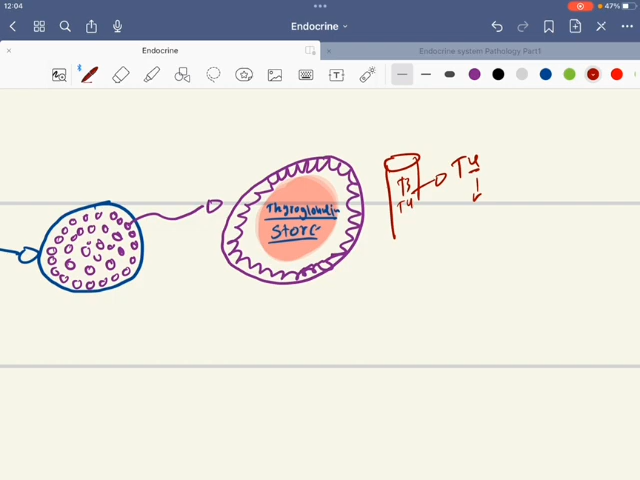 12:04
47%
Endocrine
Endocrine
Endocrine system Pathology Part1
T
Thyroglobulin
Store
T3
T4
T4